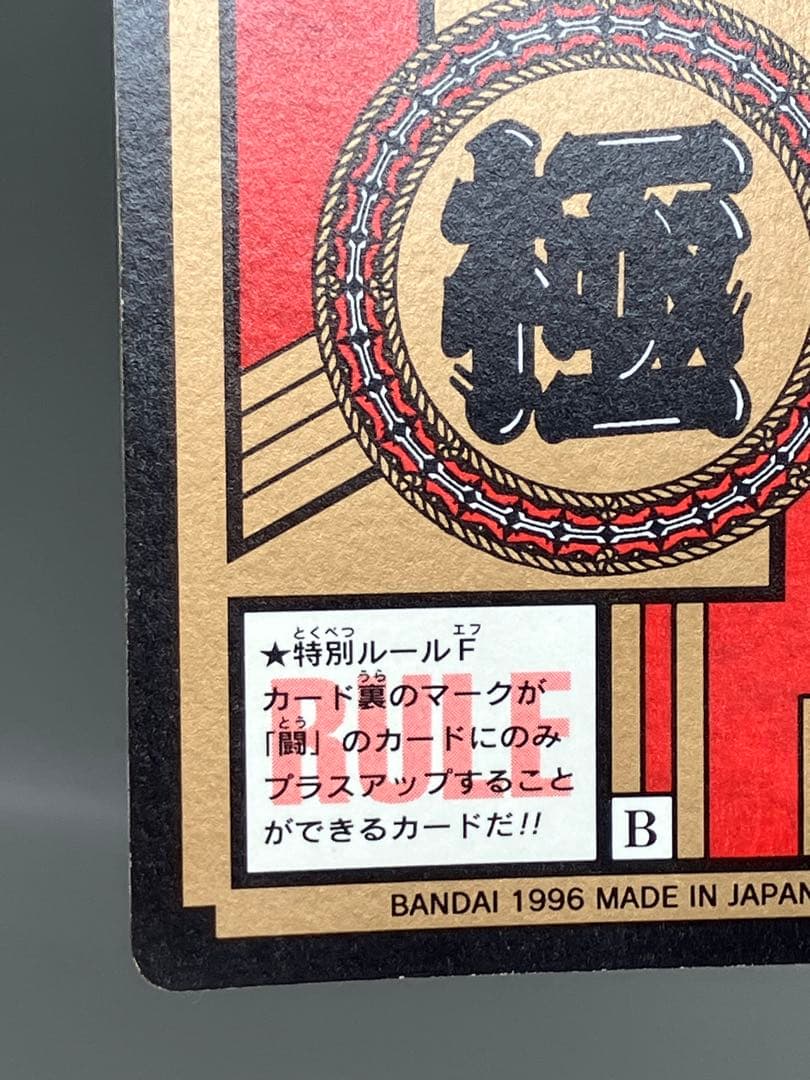 極
★特別ルールF
カード裏のマークが
「闘」のカードにのみ
プラスアップすること
ができるカードだ!!
RULE
B
BANDAI 1996 MADE IN JAPAN